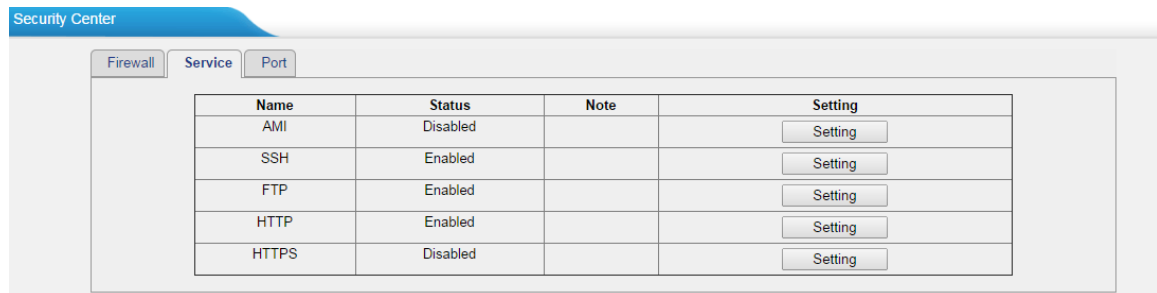 Security Center
Firewall Service Port
Name Status Note Setting
AMI Disabled Setting
SSH Enabled Setting
FTP Enabled Setting
HTTP Enabled Setting
HTTPS Disabled Setting